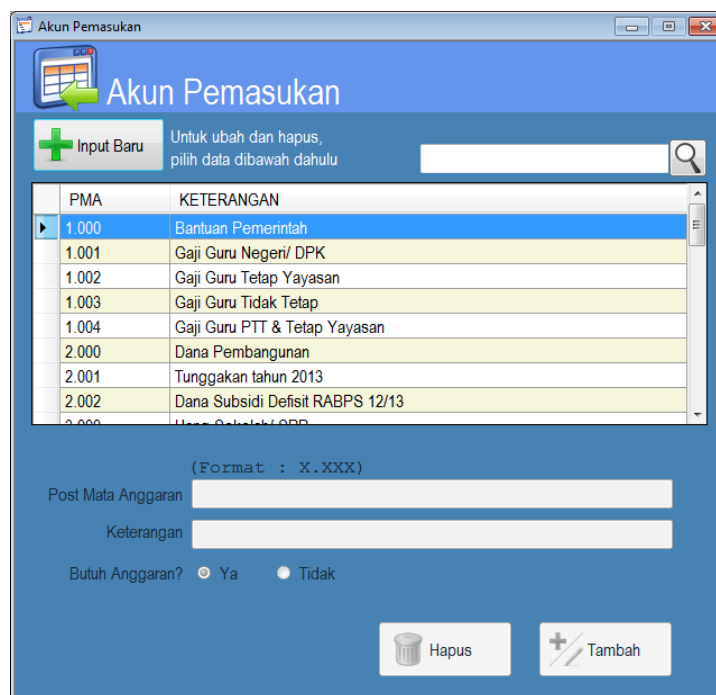 Akun Pemasukan
Akun Pemasukan
Input Baru
Untuk ubah dan hapus,
pilih data dibawah dahulu
PMA KETERANGAN
1.000 Bantuan Pemerintah
1.001 Gaji Guru Negeri/ DPK
1.002 Gaji Guru Tetap Yayasan
1.003 Gaji Guru Tidak Tetap
1.004 Gaji Guru PTT & Tetap Yayasan
2.000 Dana Pembangunan
2.001 Tunggakan tahun 2013
2.002 Dana Subsidi Defisit RABPS 12/13
(Format : X.XXX)
Post Mata Anggaran
Keterangan
Butuh Anggaran? Ya Tidak
Hapus Tambah